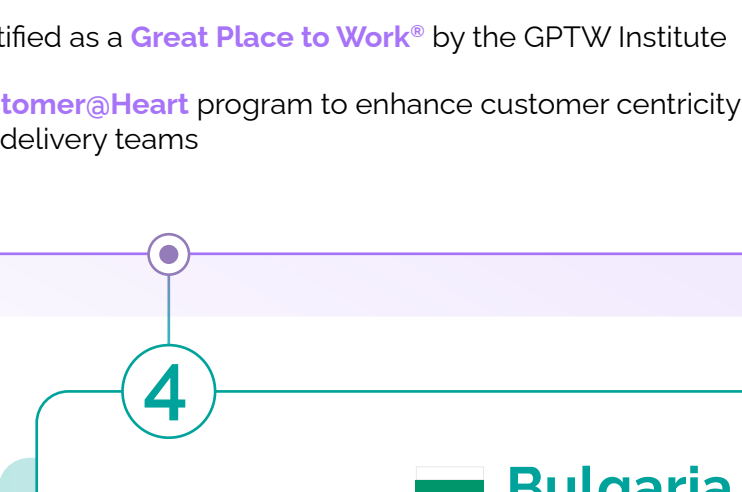 tified as a Great Place to Work® by the GPTW Institute
tomer@Heart program to enhance customer centricity
delivery teams
4
Bulgaria